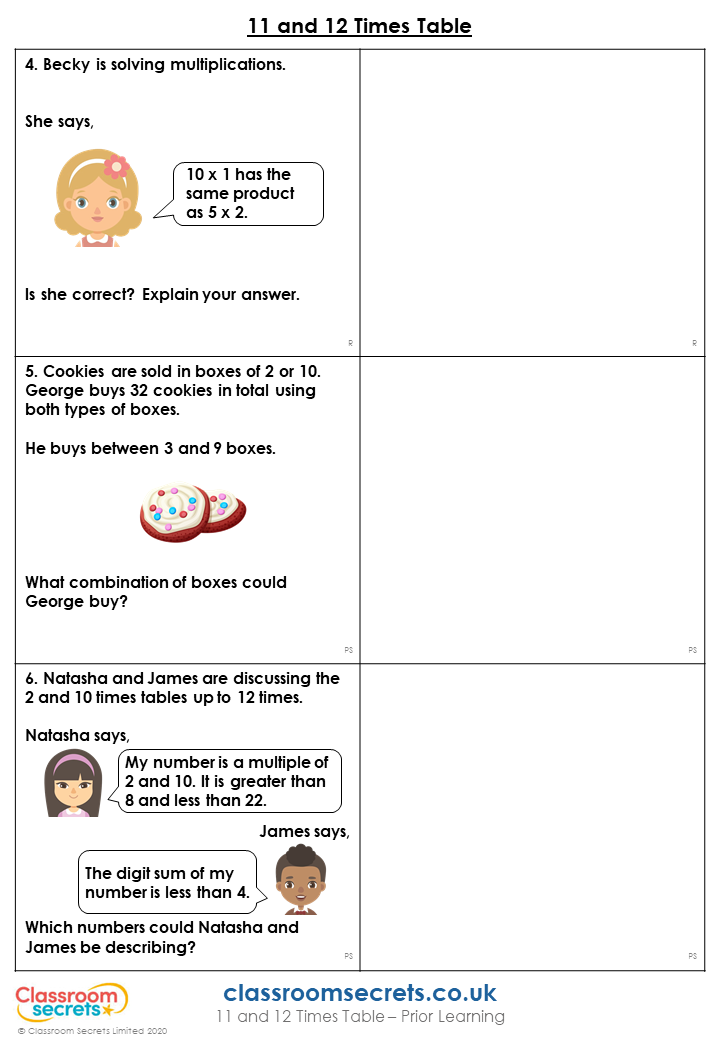 11 and 12 Times Table
4. Becky is solving multiplications.
She says,
10 x 1 has the
same product
as 5 x 2.
Is she correct? Explain your answer.
R
R
5. Cookies are sold in boxes of 2 or 10.
George buys 32 cookies in total using
both types of boxes.
He buys between 3 and 9 boxes.
What combination of boxes could
George buy?
PS
PS
6. Natasha and James are discussing the
2 and 10 times tables up to 12 times.
Natasha says,
My number is a multiple of
2 and 10. It is greater than
8 and less than 22.
James says,
The digit sum of my
number is less than 4.
Which numbers could Natasha and
James be describing?
PS
PS
Classroom
secrets
© Classroom Secrets Limited 2020
classroomsecrets.co.uk
11 and 12 Times Table – Prior Learning